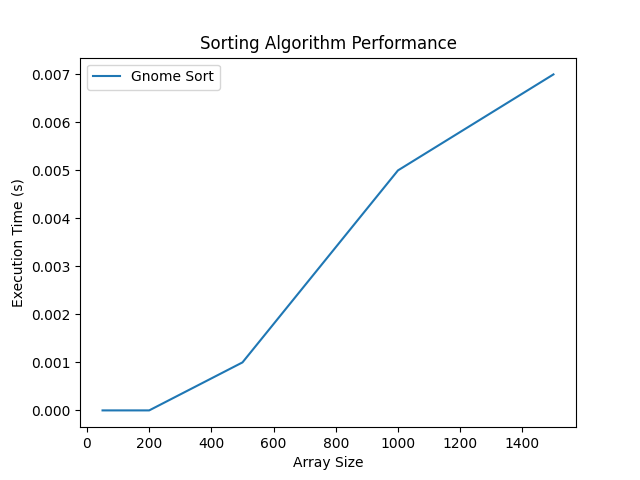 Sorting Algorithm Performance
Gnome Sort
0.007
0.006
0.005
0.004
0.003
0.002
0.001
0.000
Execution Time (s)
0 200 400 600 800 1000 1200 1400
Array Size